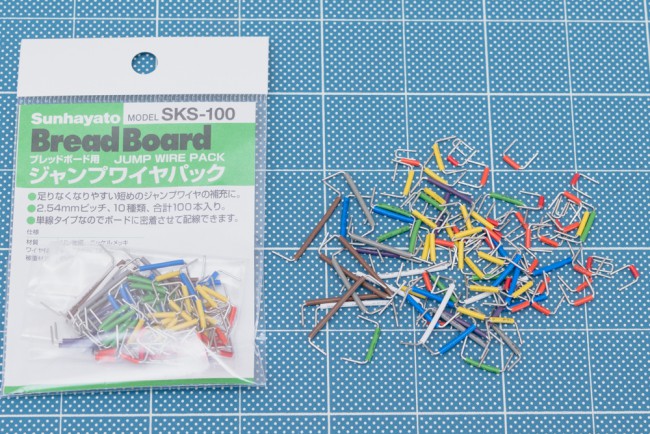 Sunhayato MODEL SKS-100
BreadBoard
ブレッドボード用 JUMP WIRE PACK
ジャンプワイヤパック
●足りなくなりやすい短めのジャンプワイヤの補充に。
●2.54mmピッチ、10種類、合計100本入り。
●単線タイプなのでボードに密着させて配線できます。
仕様